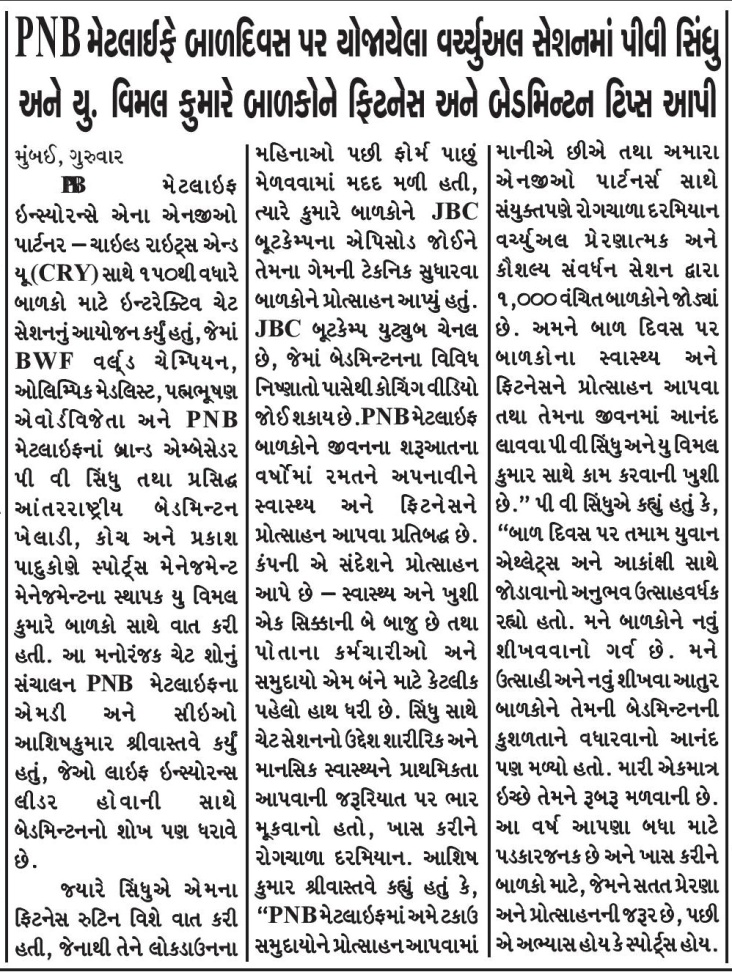 PNB મેટલાઈફે બાળદિવસ પર યોજાયેલા વર્ચ્યુઅલ સેશનમાં પીવી સિંધુ
અને યુ. વિમલ કુમારે બાળકોને ફિટનેસ અને બેડમિન્ટન ટિપ્સ આપી
મુંબઈ, ગુરુવાર
PNB મેટલાઇફ
ઇન્સ્યોરન્સે એના એનજીઓ
પાર્ટનર – ચાઇલ્ડ રાઇટ્સ એન્ડ
યૂ (CRY) સાથે ૧૫૦થી વધારે
બાળકો માટે ઇન્ટરેક્ટિવ ચેટ
સેશનનું આયોજન કર્યું હતું, જેમાં
BWF વર્લ્ડ ચેમ્પિયન,
ઓલિમ્પિક મેડલિસ્ટ, પદ્મભૂષણ
એવોર્ડવિજેતા અને PNB
મેટલાઇફનાં બ્રાન્ડ એમ્બેસેડર
પી વી સિંધુ તથા પ્રસિદ્ધ
આંતરરાષ્ટ્રીય બેડમિન્ટન
ખેલાડી, કોચ અને પ્રકાશ
પાદુકોણે સ્પોર્ટ્સ મેનેજમેન્ટ
મેનેજમેન્ટના સ્થાપક યુ વિમલ
કુમારે બાળકો સાથે વાત કરી
હતી. આ મનોરંજક ચેટ શોનું
સંચાલન PNB મેટલાઇફના
એમડી અને સીઇઓ
આશિષકુમાર શ્રીવાસ્તવે કર્યું
હતું, જેઓ લાઇફ ઇન્સ્યોરન્સ
લીડર હોવાની સાથે
બેડમિન્ટનનો શોખ પણ ધરાવે
છે.
જયારે સિંધુએ એમના
ફિટનેસ રુટિન વિશે વાત કરી
હતી, જેનાથી તેને લોકડાઉનના
મહિનાઓ પછી ફોર્મ પાછું
મેળવવામાં મદદ મળી હતી,
ત્યારે કુમારે બાળકોને JBC
બૂટકેમ્પના એપિસોડ જોઈને
તેમના ગેમની ટેકનિક સુધારવા
બાળકોને પ્રોત્સાહન આપ્યું હતું.
JBC બૂટકેમ્પ યુટ્યુબ ચેનલ
છે, જેમાં બેડમિન્ટનના વિવિધ
નિષ્ણાતો પાસેથી કોચિંગ વીડિયો
જોઈ શકાય છે. PNB મેટલાઇફ
બાળકોને જીવનના શરૂઆતના
વર્ષોમાં રમતને અપનાવીને
સ્વાસ્થ્ય અને ફિટનેસને
પ્રોત્સાહન આપવા પ્રતિબદ્ધ છે.
કંપની એ સંદેશને પ્રોત્સાહન
આપે છે – સ્વાસ્થ્ય અને ખુશી
એક સિક્કાની બે બાજુ છે તથા
પોતાના કર્મચારીઓ અને
સમુદાયો એમ બંને માટે કેટલીક
પહેલો હાથ ધરી છે. સિંધુ સાથે
ચેટ સેશનનો ઉદ્દેશ શારીરિક અને
માનસિક સ્વાસ્થ્યને પ્રાથમિકતા
આપવાની જરૂરિયાત પર ભાર
મૂકવાનો હતો, ખાસ કરીને
રોગચાળા દરમિયાન. આશિષ
કુમાર શ્રીવાસ્તવે કહ્યું હતું કે,
“PNB મેટલાઇફમાં અમે ટકાઉ
સમુદાયોને પ્રોત્સાહન આપવામાં
માનીએ છીએ તથા અમારા
એનજીઓ પાર્ટનર્સ સાથે
સંયુક્તપણે રોગચાળા દરમિયાન
વર્ચ્યુઅલ પ્રેરણાત્મક અને
કૌશલ્ય સંવર્ધન સેશન દ્વારા
૧,૦૦૦ વંચિત બાળકોને જોડ્યાં
છે. અમને બાળ દિવસ પર
બાળકોના સ્વાસ્થ્ય અને
ફિટનેસને પ્રોત્સાહન આપવા
તથા તેમના જીવનમાં આનંદ
લાવવા પી વી સિંધુ અને યુ વિમલ
કુમાર સાથે કામ કરવાની ખુશી
છે.” પી વી સિંધુએ કહ્યું હતું કે,
“બાળ દિવસ પર તમામ યુવાન
એથ્લેટ્સ અને આકાંક્ષી સાથે
જોડાવાનો અનુભવ ઉત્સાહવર્ધક
રહ્યો હતો. મને બાળકોને નવું
શીખવવાનો ગર્વ છે. મને
ઉત્સાહી અને નવું શીખવા આતુર
બાળકોને તેમની બેડમિન્ટનની
કુશળતાને વધારવાનો આનંદ
પણ મળ્યો હતો. મારી એકમાત્ર
ઇચ્છે તેમને રૂબરૂ મળવાની છે.
આ વર્ષ આપણા બધા માટે
પડકારજનક છે અને ખાસ કરીને
બાળકો માટે, જેમને સતત પ્રેરણા
અને પ્રોત્સાહનની જરૂર છે, પછી
એ અભ્યાસ હોય કે સ્પોર્ટ્સ હોય.